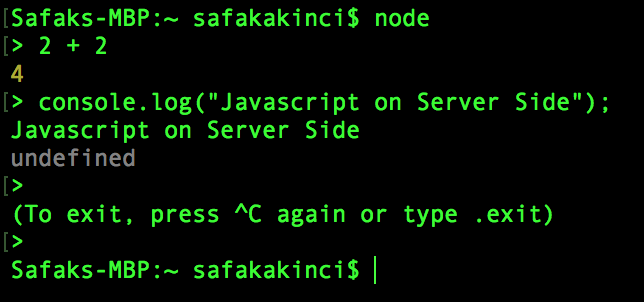 [Safaks-MBP:~ safakakinci$ node
[> 2 + 2
4
[> console.log("Javascript on Server Side");
Javascript on Server Side
undefined
[>
(To exit, press ^C again or type .exit)
[>
Safaks-MBP:~ safakakinci$